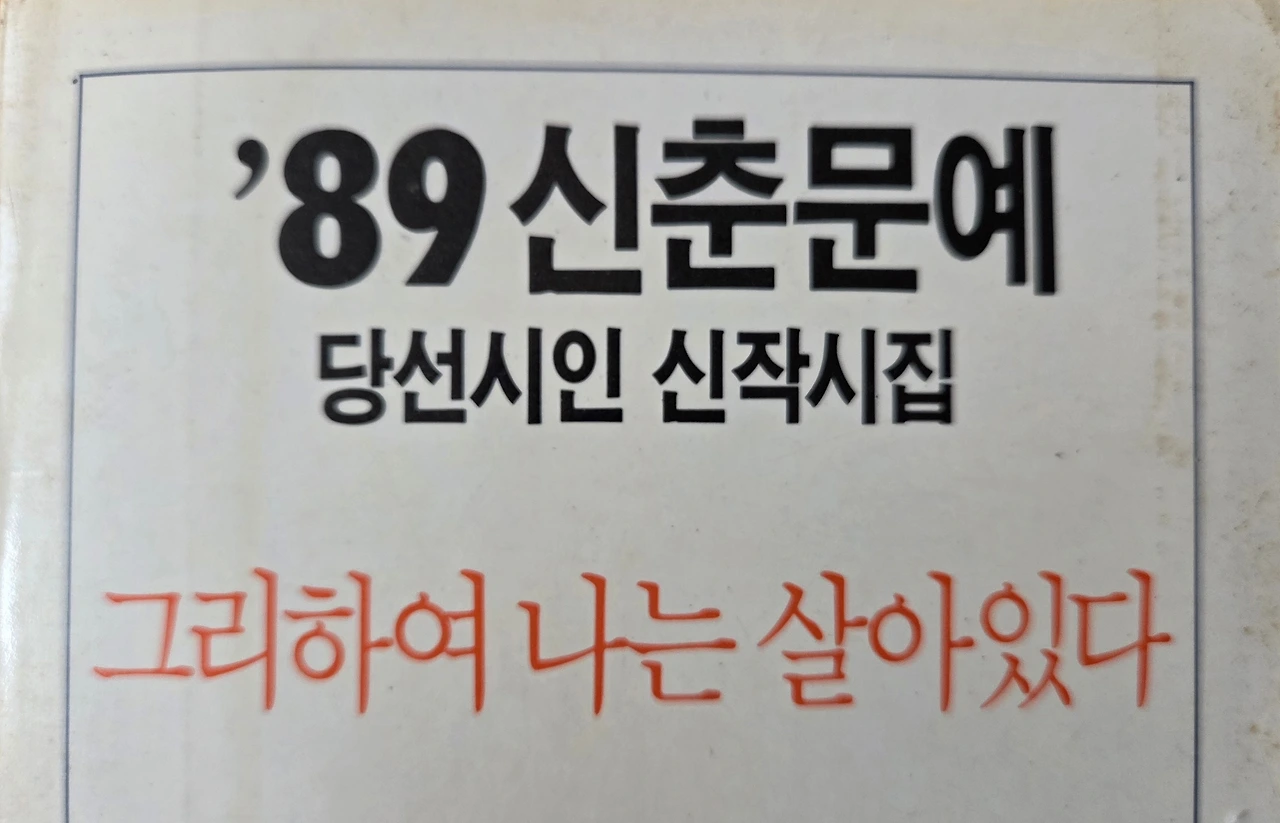 ’89 신춘문예
당선시인 신작시집
그리하여 나는 살아있다